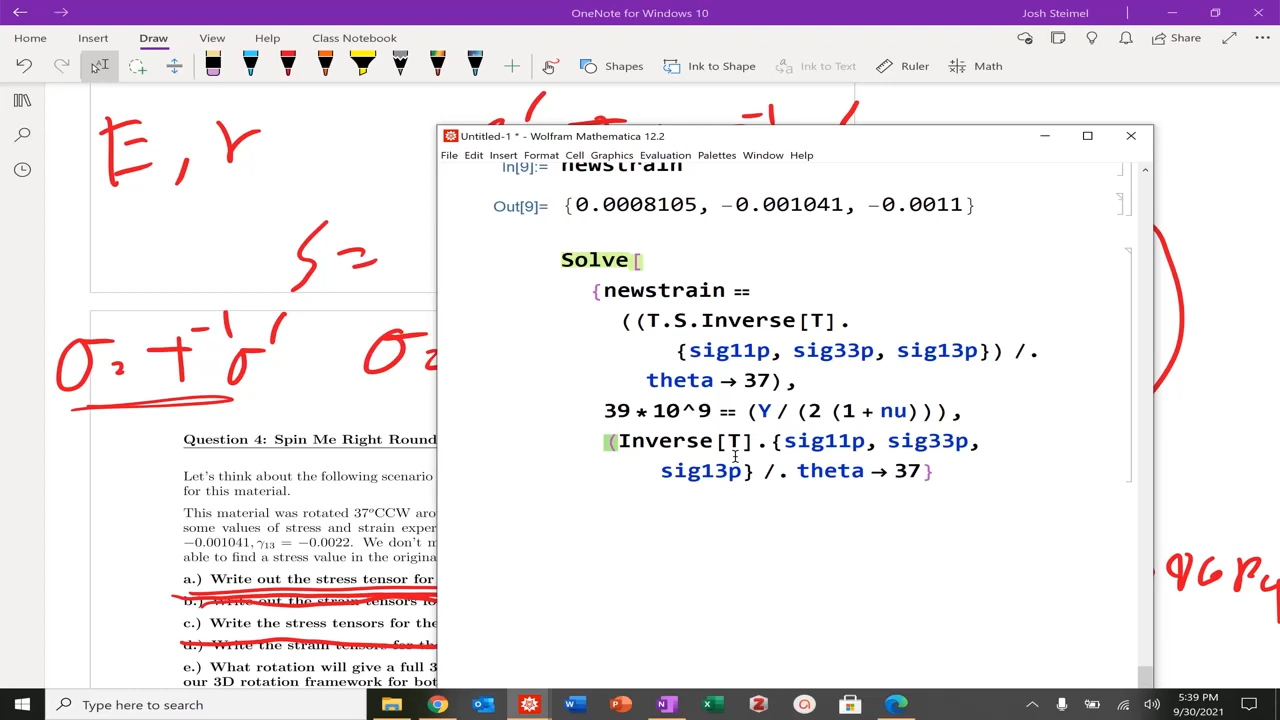 OneNote for Windows 10
Josh Steimel
Home Insert Draw View Help Class Notebook Share
Shapes Ink to Shape Ink to Text Ruler Math
E, r
S =
σ₂ + ⁻¹ σ′
Untitled-1 * - Wolfram Mathematica 12.2
File Edit Insert Format Cell Graphics Evaluation Palettes Window Help
In[9]:= newstrain
Out[9]= {0.0008105, -0.001041, -0.0011}
Solve[
{newstrain ==
((T.S.Inverse[T].
{sig11p, sig33p, sig13p}) /.
theta → 37),
39 * 10^9 == (Y / (2 (1 + nu))),
(Inverse[T].{sig11p, sig33p,
sig13p} /. theta → 37}
Question 4: Spin Me Right Round
Let's think about the following scenario
for this material.
This material was rotated 37°CCW aro
some values of stress and strain exper
−0.001041, γ13 = −0.0022. We don't m
able to find a stress value in the origina
a.) Write out the stress tensor for
b.) Write out the strain tensors fo
c.) Write the stress tensors for the
d.) Write the strain tensors for the
e.) What rotation will give a full 3
our 3D rotation framework for bot
Type here to search
5:39 PM
9/30/2021